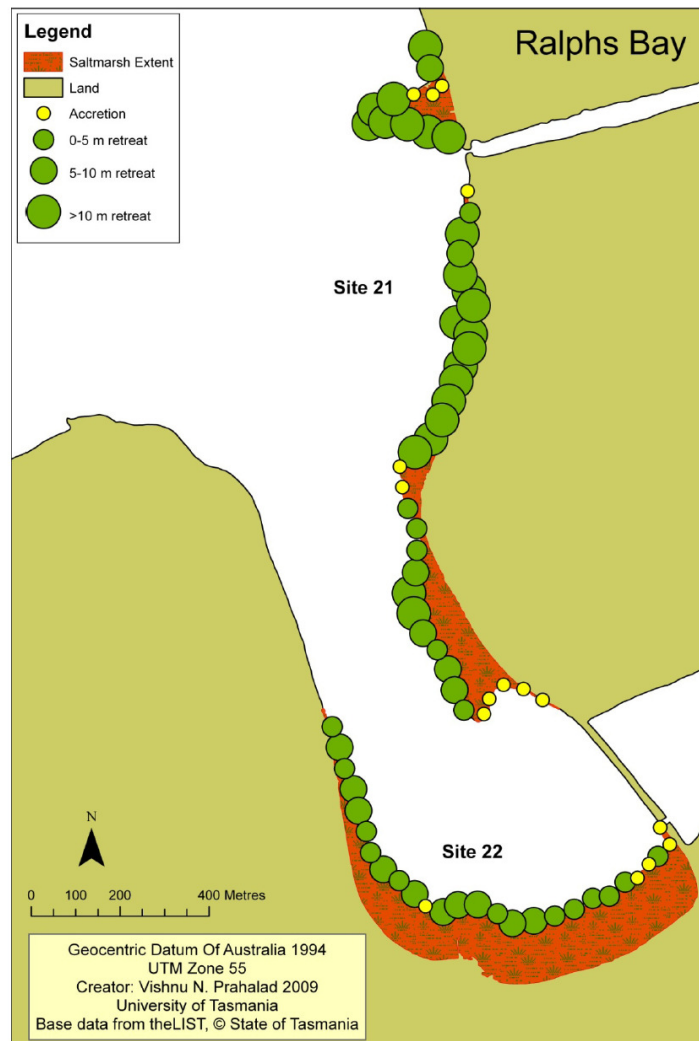 Legend
Saltmarsh Extent
Land
Accretion
0-5 m retreat
5-10 m retreat
>10 m retreat
Ralphs Bay
Site 21
Site 22
N
0 100 200 400 Metres
Geocentric Datum Of Australia 1994
UTM Zone 55
Creator: Vishnu N. Prahalad 2009
University of Tasmania
Base data from theLIST, © State of Tasmania